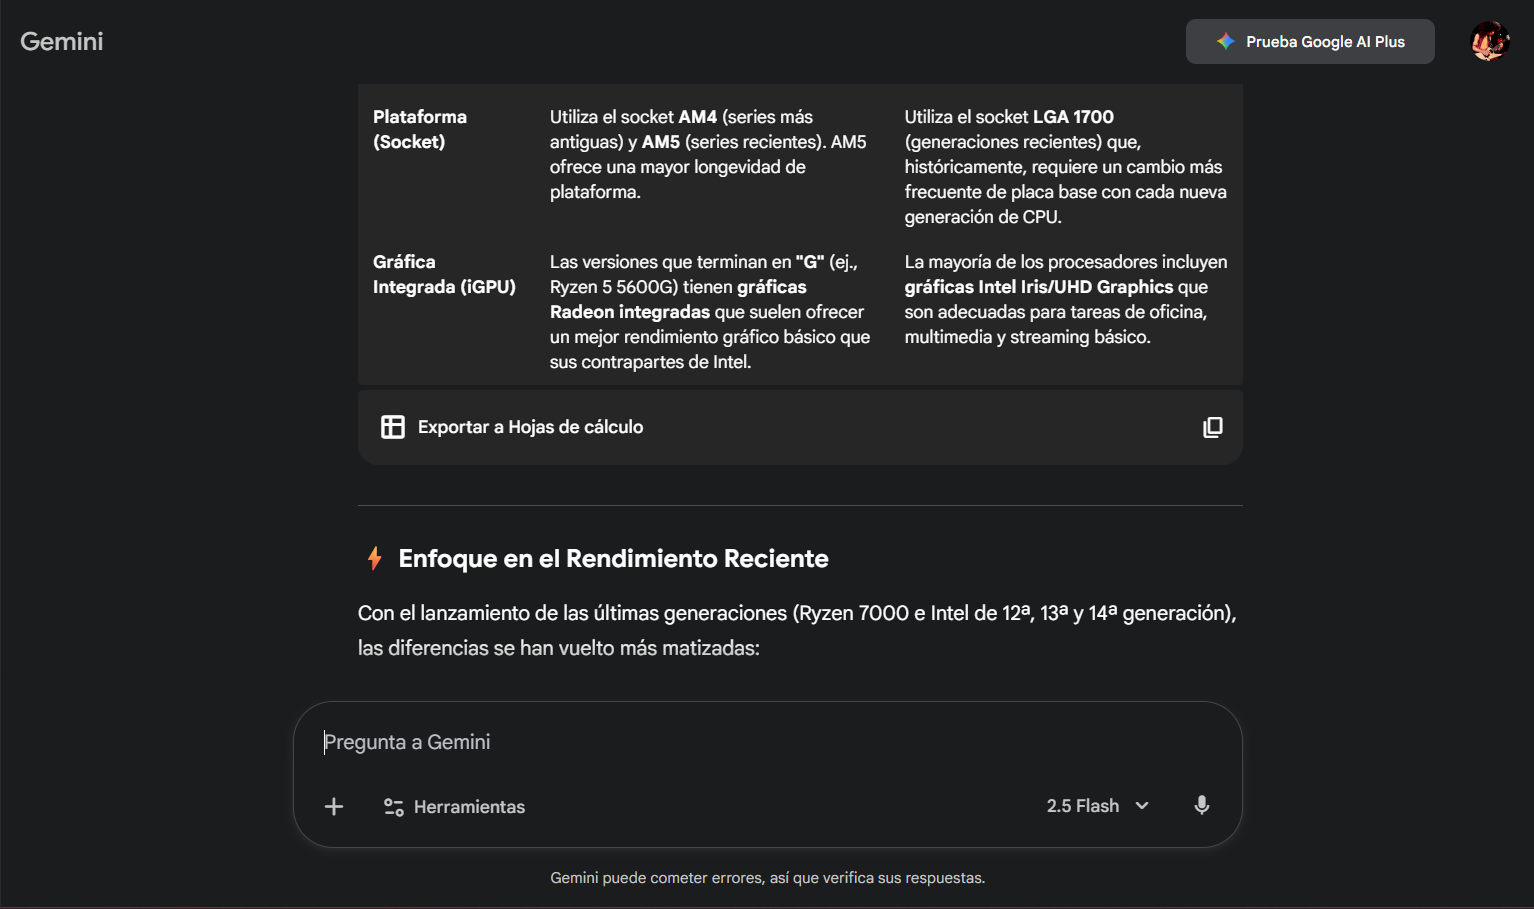 Gemini
Prueba Google AI Plus
Plataforma
(Socket)
Utiliza el socket AM4 (series más
antiguas) y AM5 (series recientes). AM5
ofrece una mayor longevidad de
plataforma.
Utiliza el socket LGA 1700
(generaciones recientes) que,
históricamente, requiere un cambio más
frecuente de placa base con cada nueva
generación de CPU.
Gráfica
Integrada (iGPU)
Las versiones que terminan en "G" (ej.,
Ryzen 5 5600G) tienen gráficas
Radeon integradas que suelen ofrecer
un mejor rendimiento gráfico básico que
sus contrapartes de Intel.
La mayoría de los procesadores incluyen
gráficas Intel Iris/UHD Graphics que
son adecuadas para tareas de oficina,
multimedia y streaming básico.
Exportar a Hojas de cálculo
Enfoque en el Rendimiento Reciente
Con el lanzamiento de las últimas generaciones (Ryzen 7000 e Intel de 12ª, 13ª y 14ª generación),
las diferencias se han vuelto más matizadas:
Pregunta a Gemini
Herramientas
2.5 Flash
Gemini puede cometer errores, así que verifica sus respuestas.